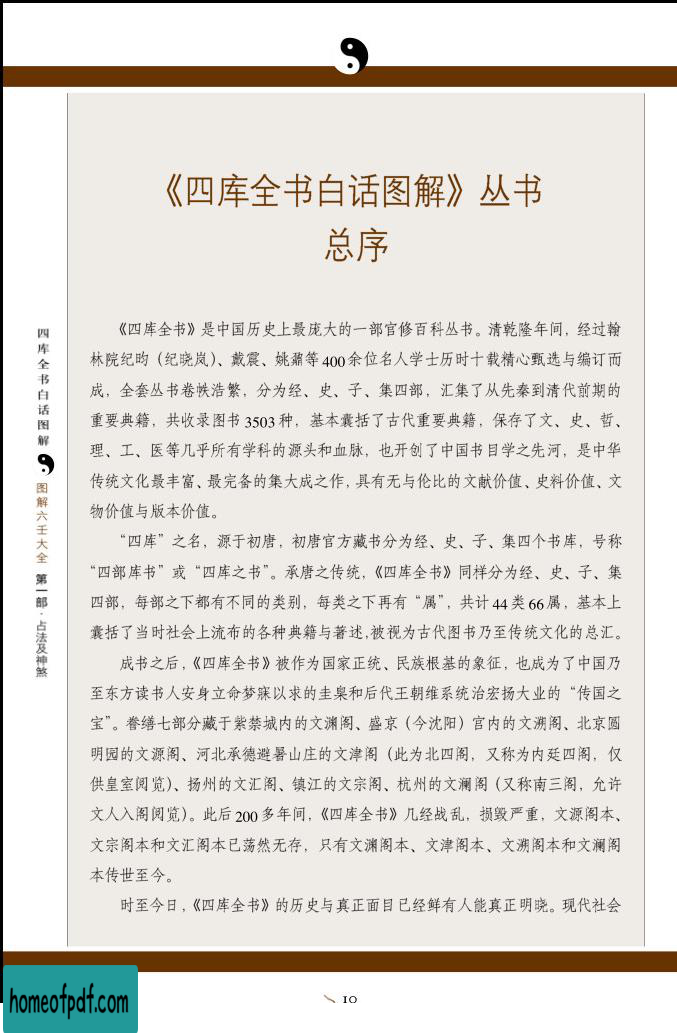 《四库全书白话图解》丛书
总序
《四库全书》是中国历史上最庞大的一部官修百科丛书。清乾隆年间，经过翰
林院纪昀（纪晓岚）、戴震、姚鼐等400余位名人学士历时十载精心甄选与编订而
成，全套丛书卷帙浩繁，分为经、史、子、集四部，汇集了从先秦到清代前期的
重要典籍，共收录图书3503种，基本囊括了古代重要典籍，保存了文、史、哲、
理、工、医等几乎所有学科的源头和血脉，也开创了中国书目学之先河，是中华
传统文化最丰富、最完备的集大成之作，具有无与伦比的文献价值、史料价值、文
物价值与版本价值。
“四库”之名，源于初唐，初唐官方藏书分为经、史、子、集四个书库，号称
“四部库书”或“四库之书”。承唐之传统，《四库全书》同样分为经、史、子、集
四部，每部之下都有不同的类别，每类之下再有“属”，共计44类66属，基本上
囊括了当时社会上流布的各种典籍与著述，被视为古代图书乃至传统文化的总汇。
成书之后，《四库全书》被作为国家正统、民族根基的象征，也成为了中国乃
至东方读书人安身立命梦寐以求的圭臬和后代王朝维系统治宏扬大业的“传国之
宝”。誊缮七部分藏于紫禁城内的文渊阁、盛京（今沈阳）宫内的文溯阁、北京圆
明园的文源阁、河北承德避暑山庄的文津阁（此为北四阁，又称为内廷四阁，仅
供皇室阅览）、扬州的文汇阁、镇江的文宗阁、杭州的文澜阁（又称南三阁，允许
文人入阁阅览）。此后200多年间，《四库全书》几经战乱，损毁严重，文源阁本、
文宗阁本和文汇阁本已荡然无存，只有文渊阁本、文津阁本、文溯阁本和文澜阁
本传世至今。
时至今日，《四库全书》的历史与真正面目已经鲜有人能真正明晓。现代社会
四库全书白话图解
图解六壬大全
第一部·占法及神煞
10
homeofpdf.com